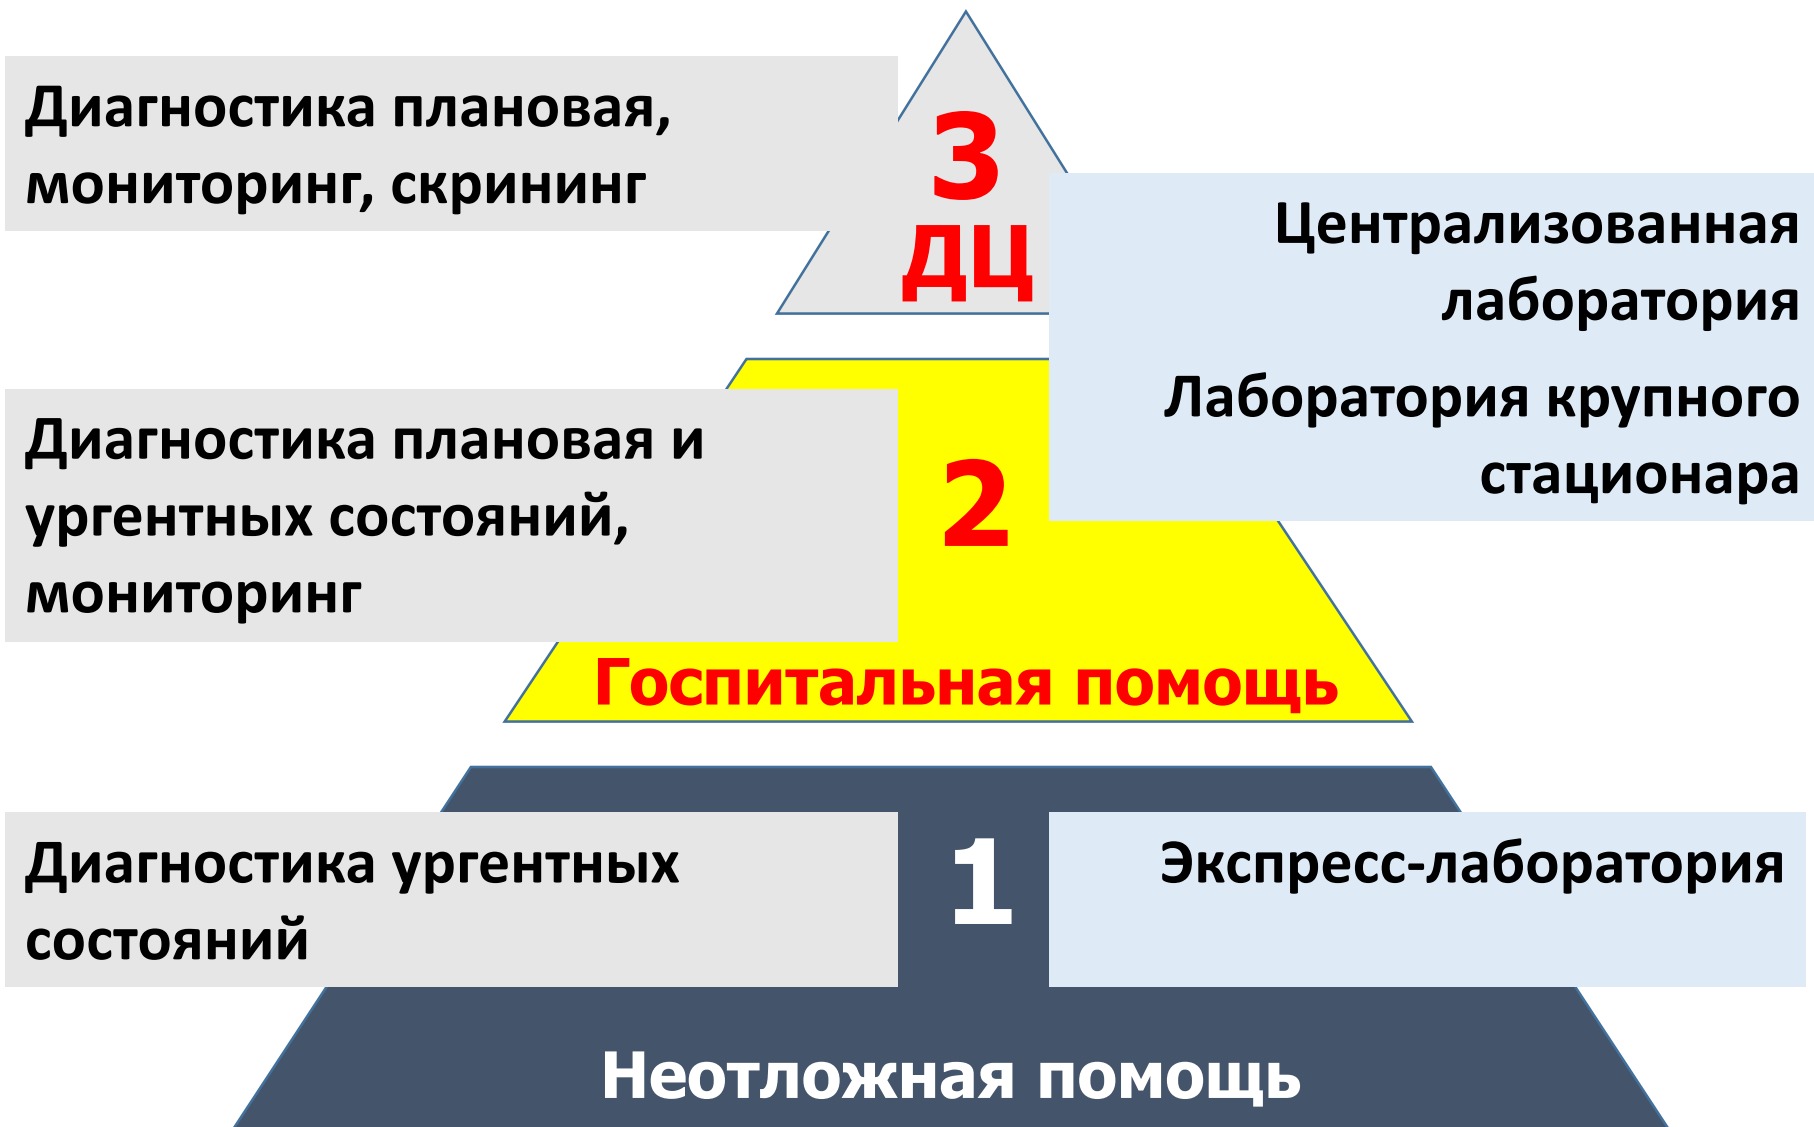 Диагностика плановая,
мониторинг, скрининг
3
ДЦ
Централизованная
лаборатория
Лаборатория крупного
стационара
Диагностика плановая и
ургентных состояний,
мониторинг
2
Госпитальная помощь
Диагностика ургентных
состояний
1
Экспресс-лаборатория
Неотложная помощь